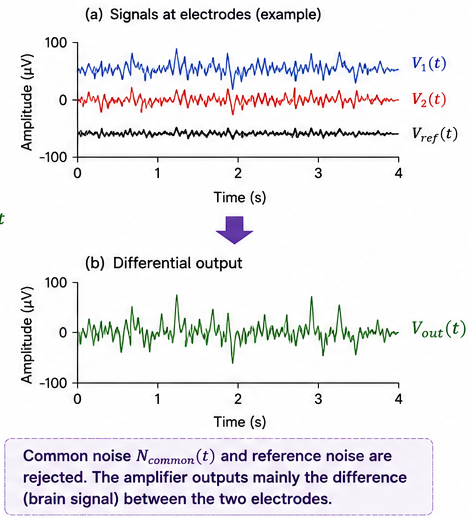 (a) Signals at electrodes (example)
Amplitude (μV)
100
0
−100
V₁(t)
V₂(t)
V_ref(t)
0 1 2 3 4
Time (s)
t
(b) Differential output
Amplitude (μV)
100
0
−100
V_out(t)
0 1 2 3 4
Time (s)
Common noise N_common(t) and reference noise are
rejected. The amplifier outputs mainly the difference
(brain signal) between the two electrodes.